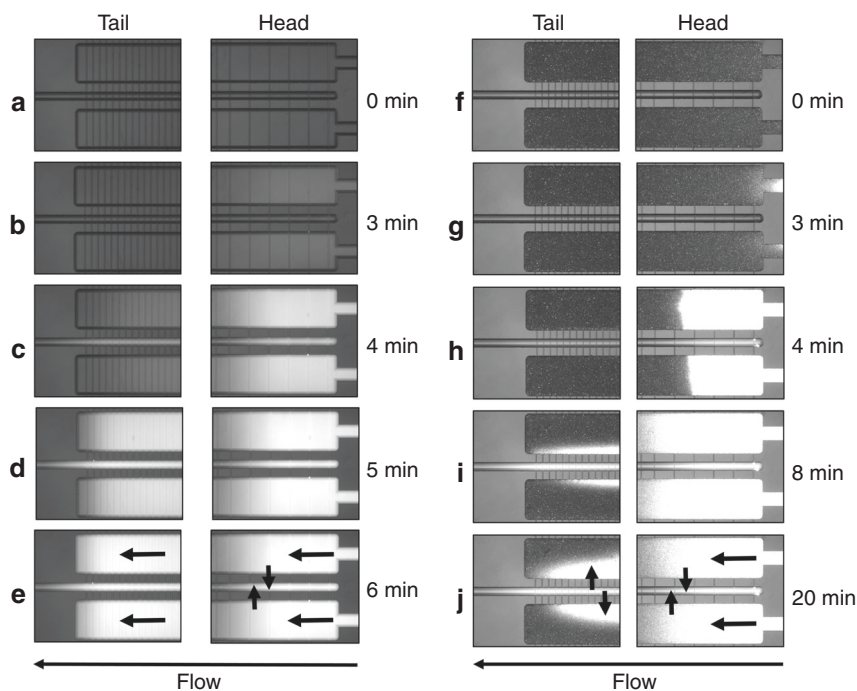 Tail Head
a 0 min
b 3 min
c 4 min
d 5 min
e 6 min
Flow
Tail Head
f 0 min
g 3 min
h 4 min
i 8 min
j 20 min
Flow